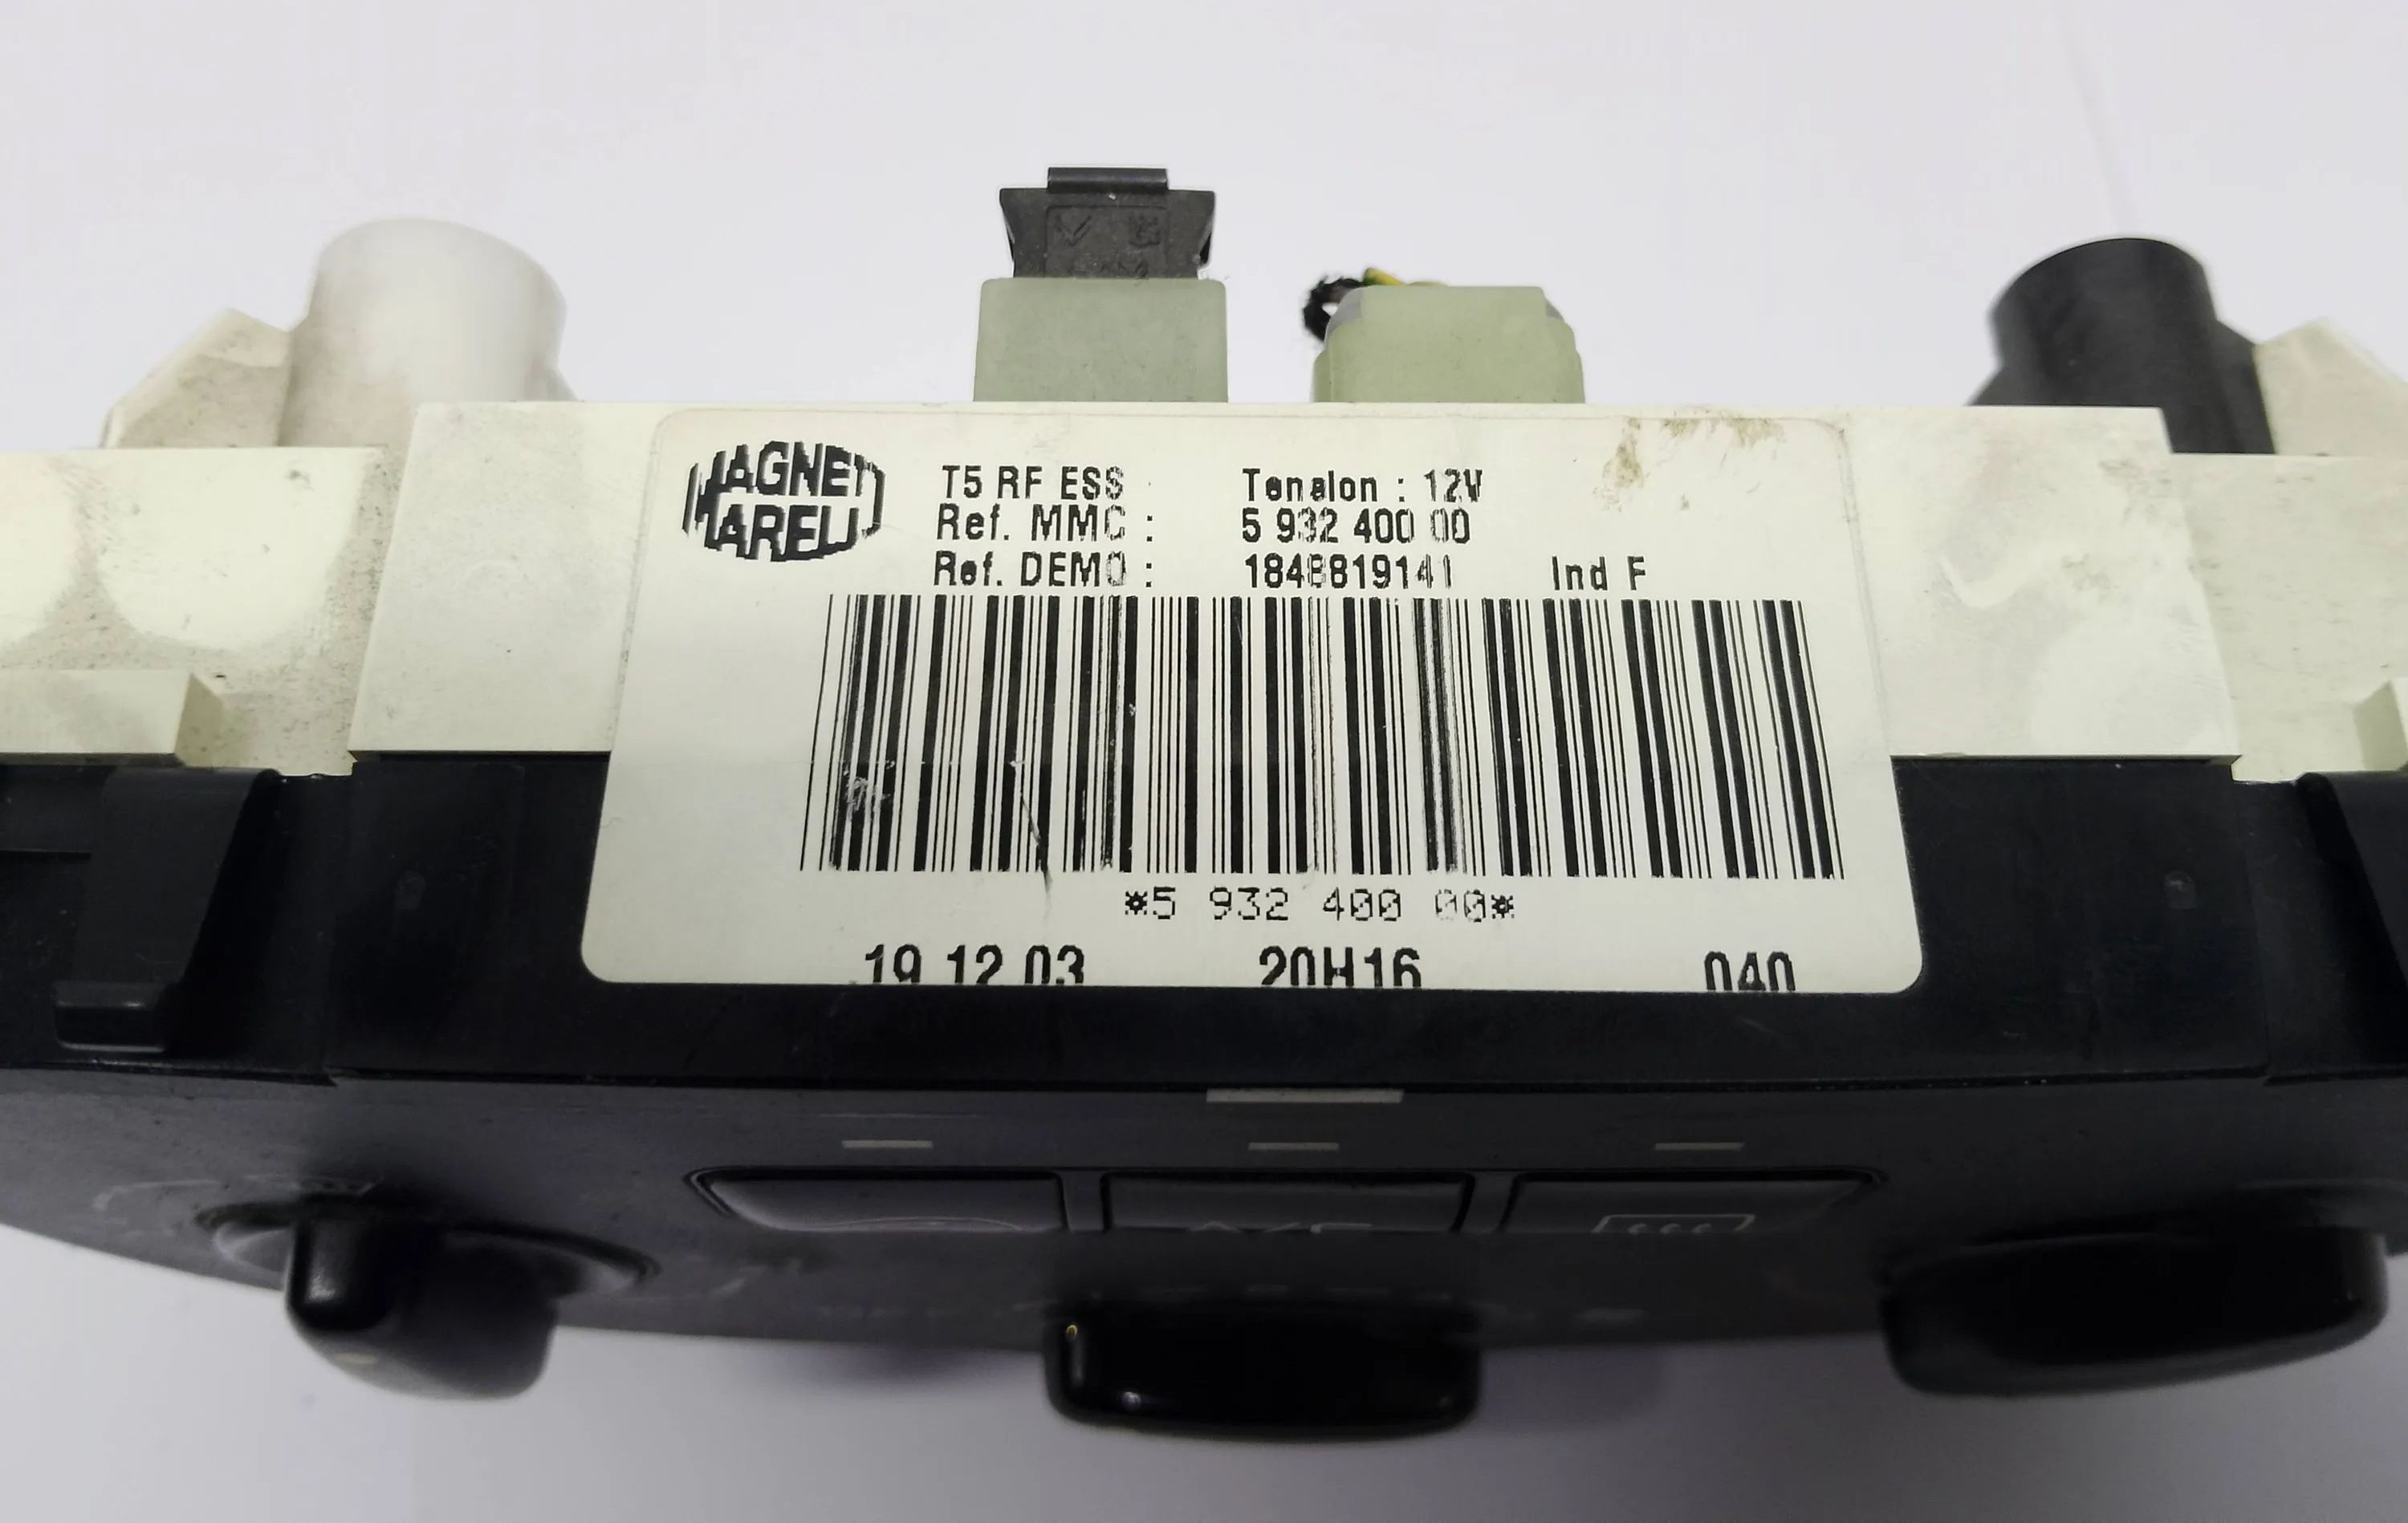 MAGNETI
MARELLI
T5 RF ESS Tension : 12V
Ref. MMC : 5 932 400 00
Ref. DEMO : 1848819141 Ind F
*5 932 400 00*
19.12.03 20H16 040
A/C